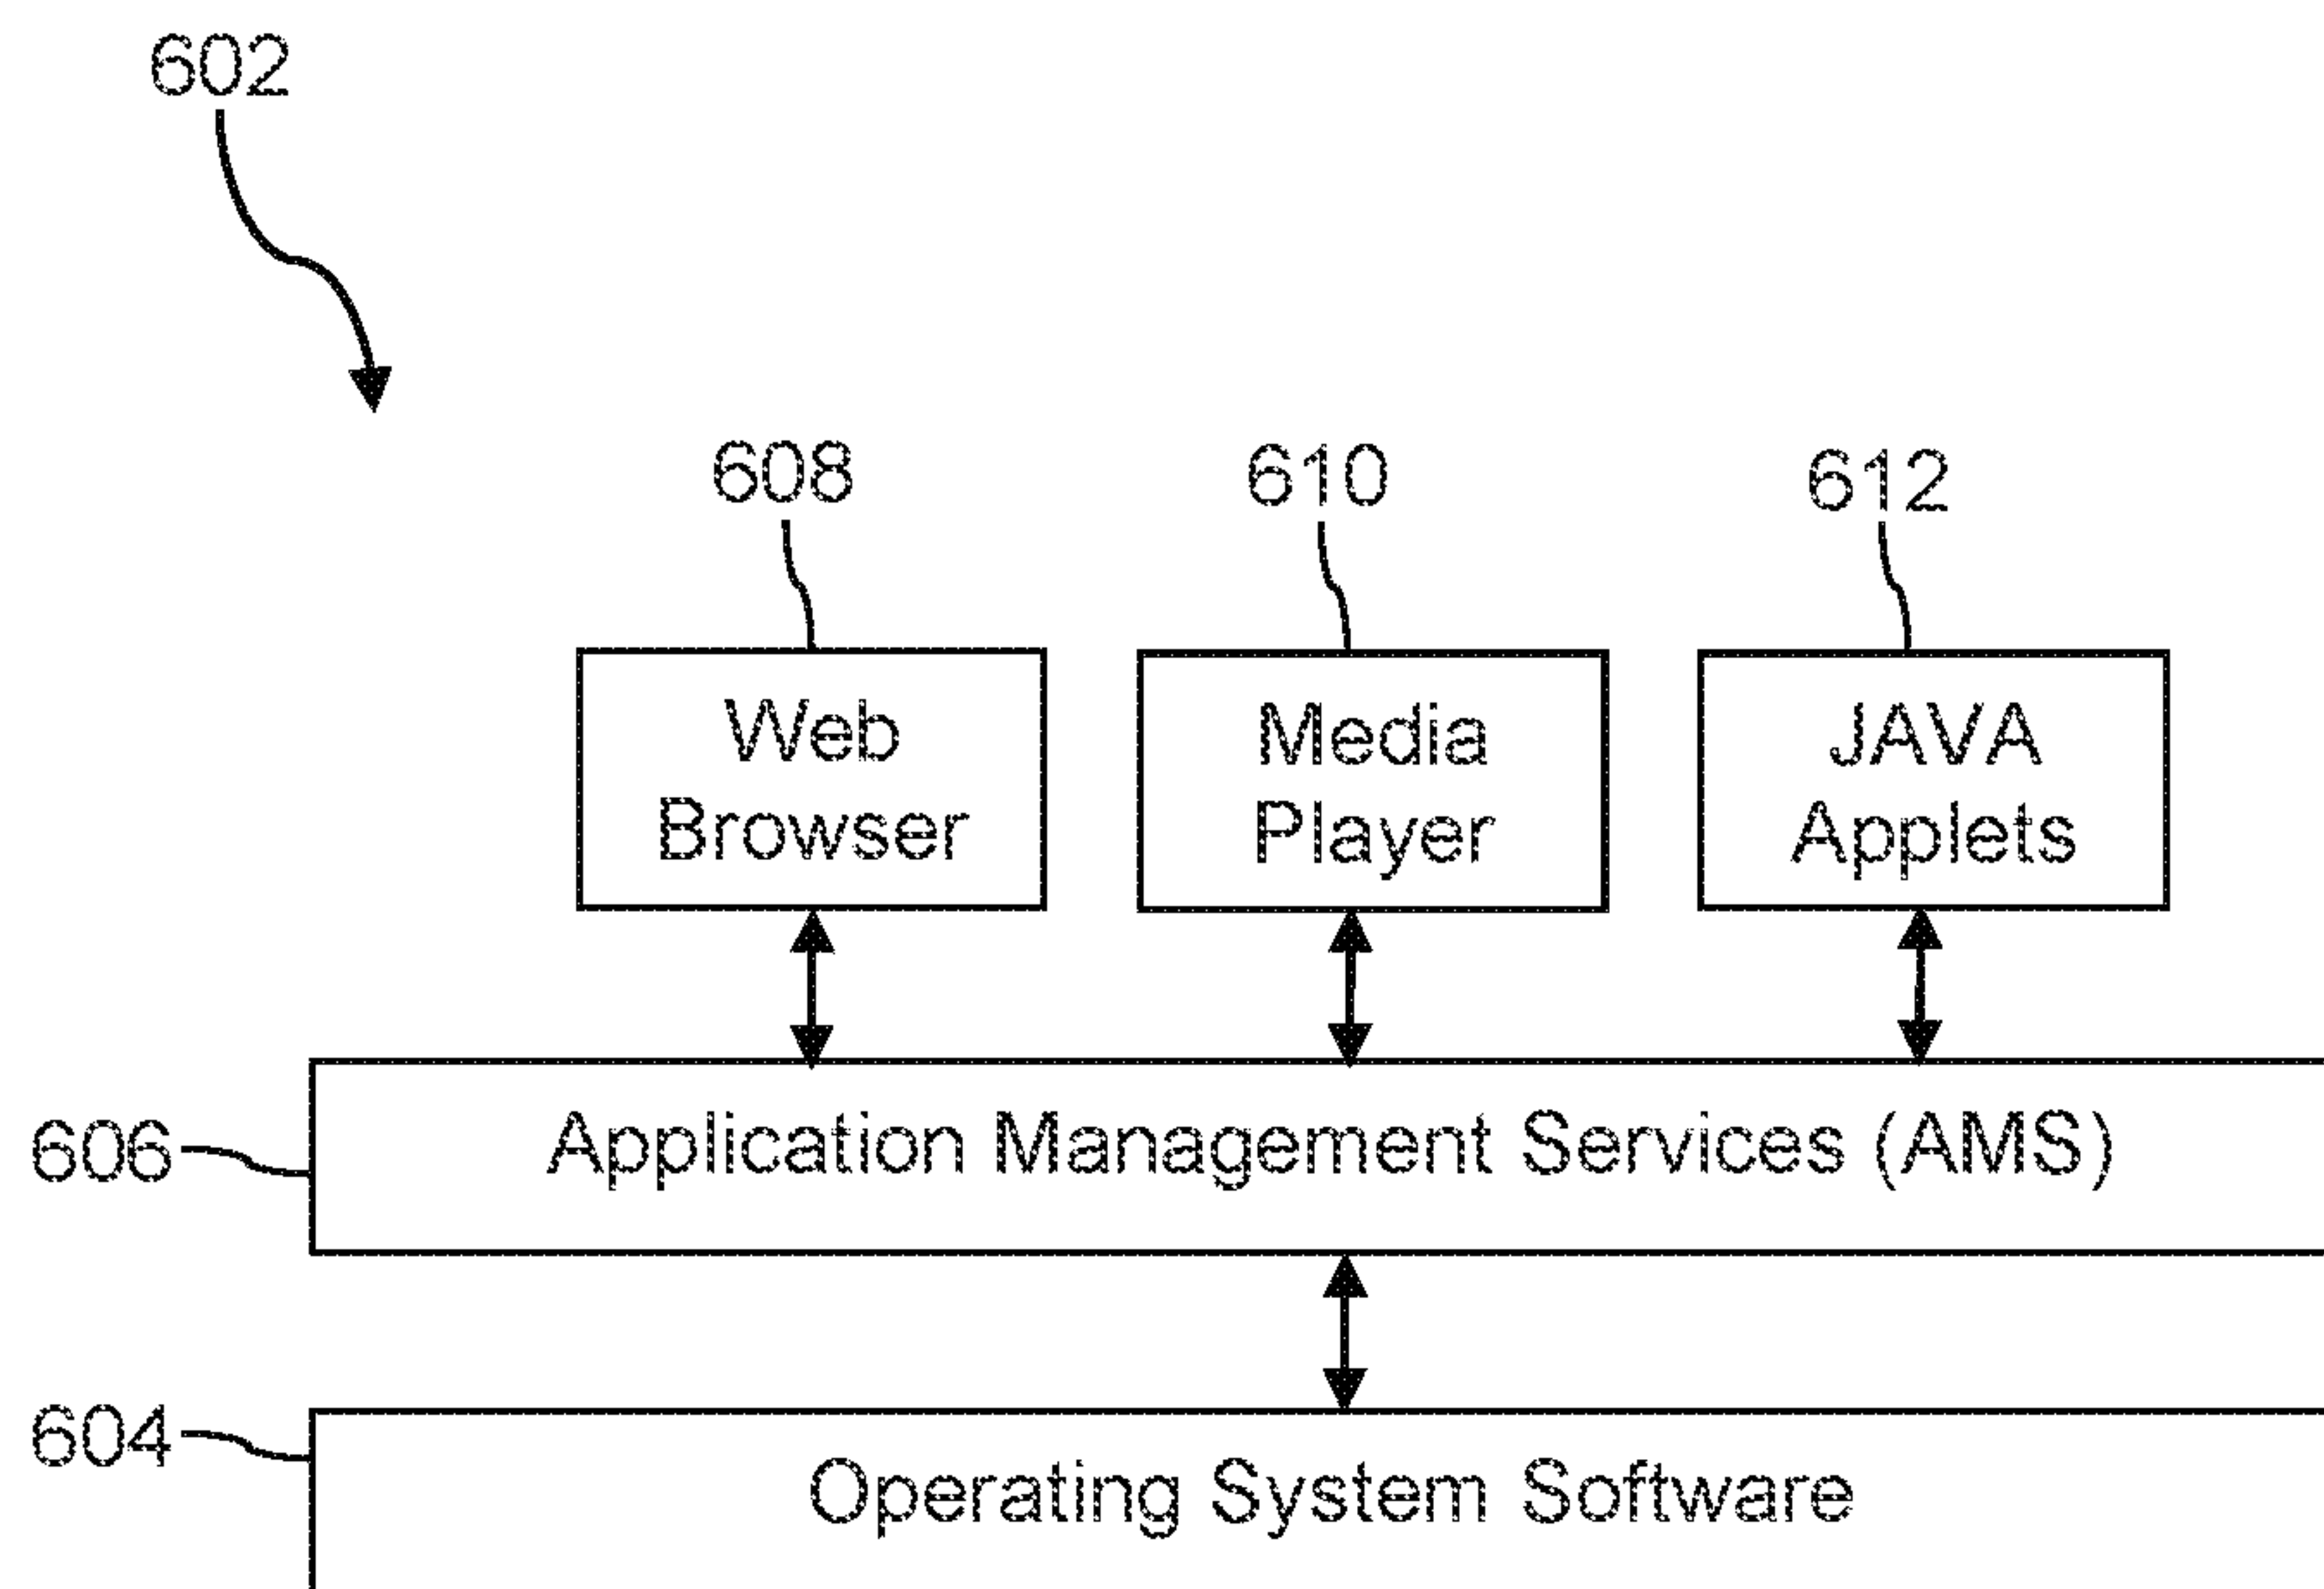 602
608
610
612
Web
Browser
Media
Player
JAVA
Applets
606
Application Management Services (AMS)
604
Operating System Software